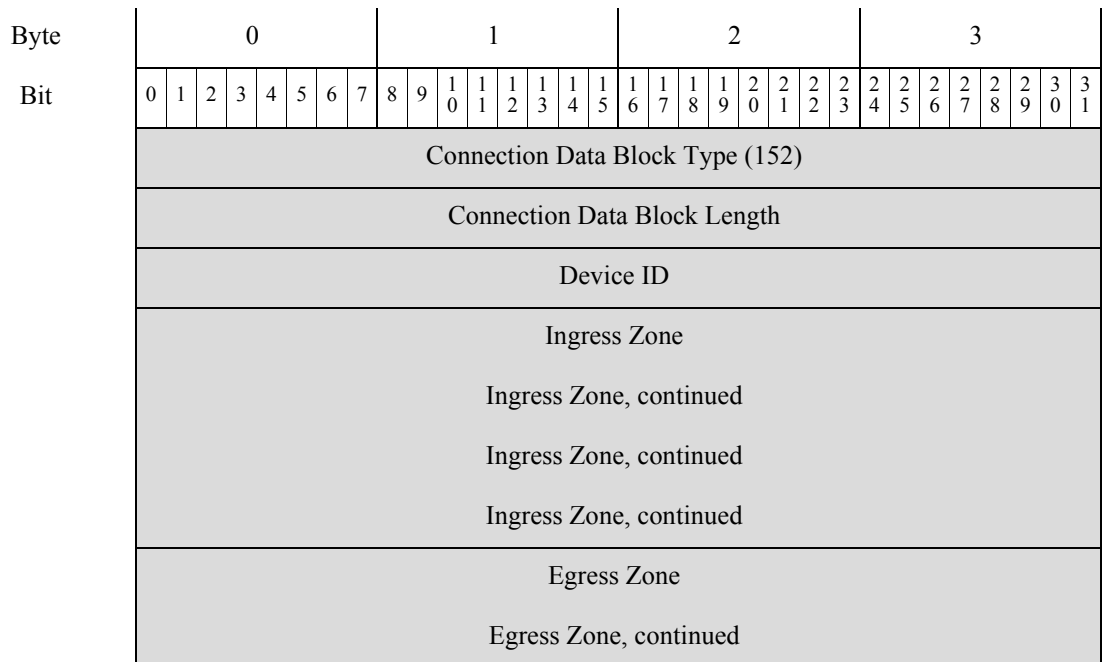 Byte 0 1 2 3
Bit 0 1 2 3 4 5 6 7 8 9 10 11 12 13 14 15 16 17 18 19 20 21 22 23 24 25 26 27 28 29 30 31
Connection Data Block Type (152)
Connection Data Block Length
Device ID
Ingress Zone
Ingress Zone, continued
Ingress Zone, continued
Ingress Zone, continued
Egress Zone
Egress Zone, continued